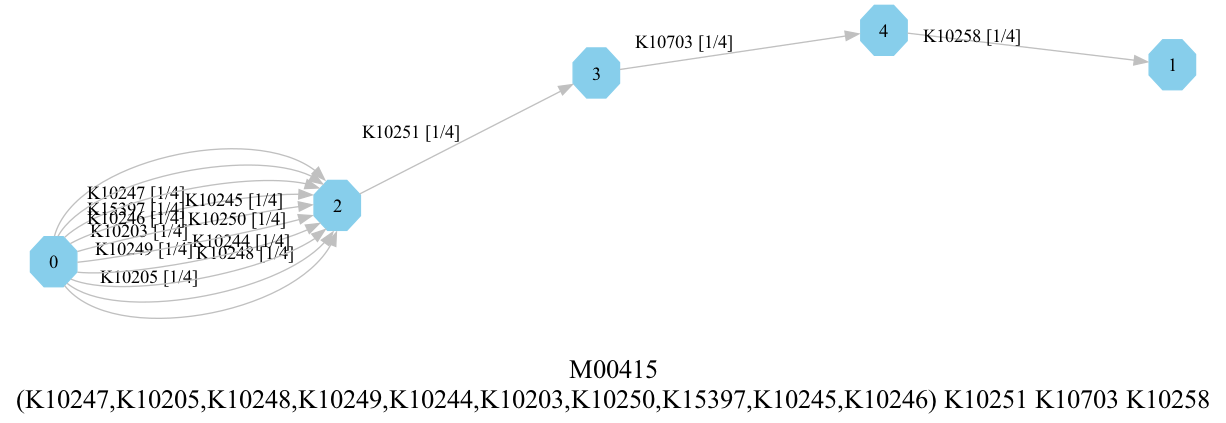 4
K10703 [1/4]
K10258 [1/4]
3
1
K10251 [1/4]
K10247 [1/4]
K10245 [1/4]
K15397 [1/4]
2
K10246 [1/4]
K10250 [1/4]
K10203 [1/4]
K10244 [1/4]
K10249 [1/4]
K10248 [1/4]
0
K10205 [1/4]
M00415
(K10247,K10205,K10248,K10249,K10244,K10203,K10250,K15397,K10245,K10246) K10251 K10703 K10258